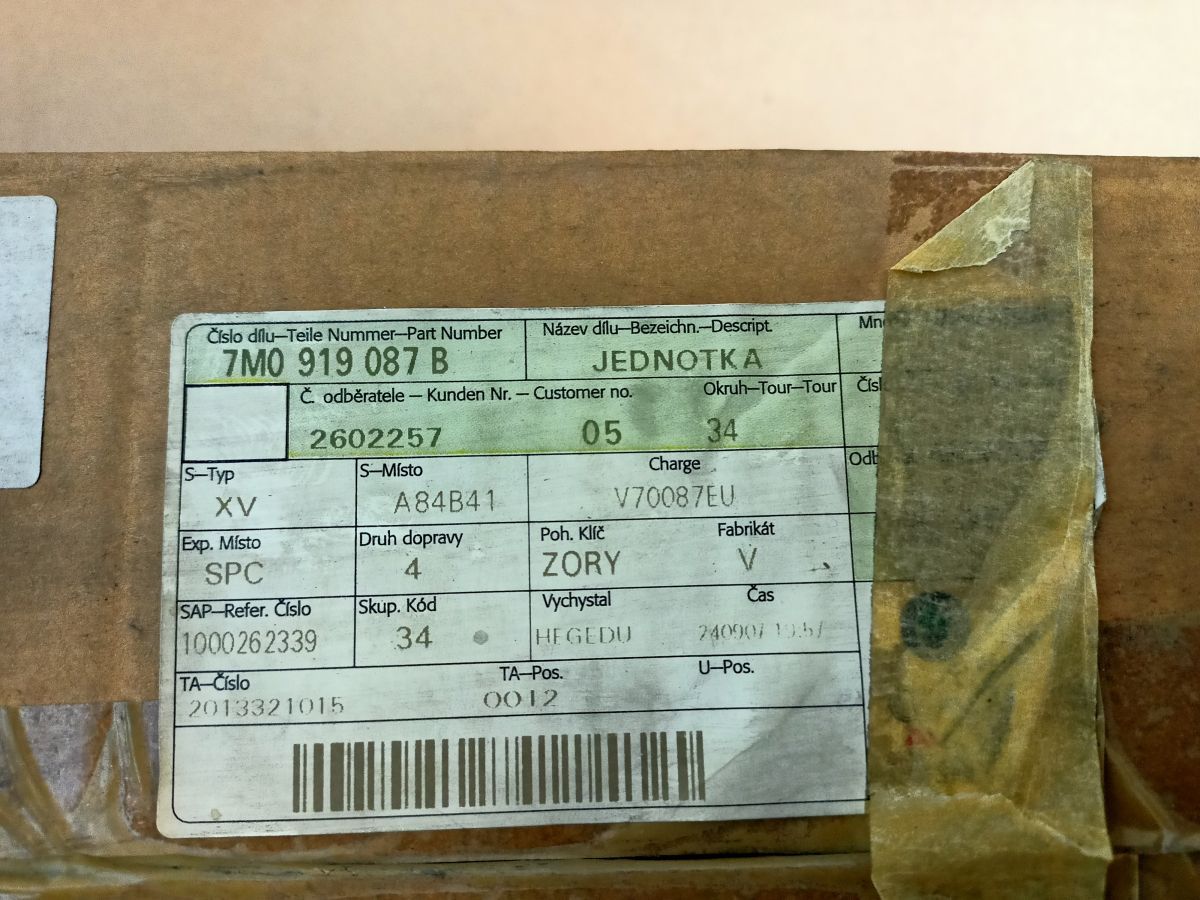 Číslo dílu–Teile Nummer–Part Number
7M0 919 087 B
Název dílu–Bezeichn.–Descript.
JEDNOTKA
Č. odběratele – Kunden Nr. – Customer no.
Okruh–Tour–Tour
2602257 05 34
S–Typ
XV
S–Místo
A84B41
Charge
V70087EU
Exp. Místo
SPC
Druh dopravy
4
Poh. Klíč
ZORY
Fabrikát
V
SAP–Refer. Číslo
1000262339
Skup. Kód
34
Vychystal
HEGEDU
Čas
240907
TA–Číslo
2013321015
TA–Pos.
0012
U–Pos.